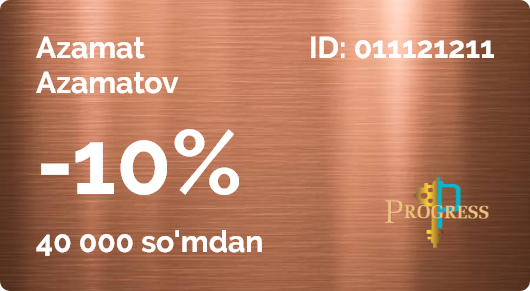 Azamat
Azamatov
ID: 011121211
-10%
40 000 so'mdan
PROGRESS